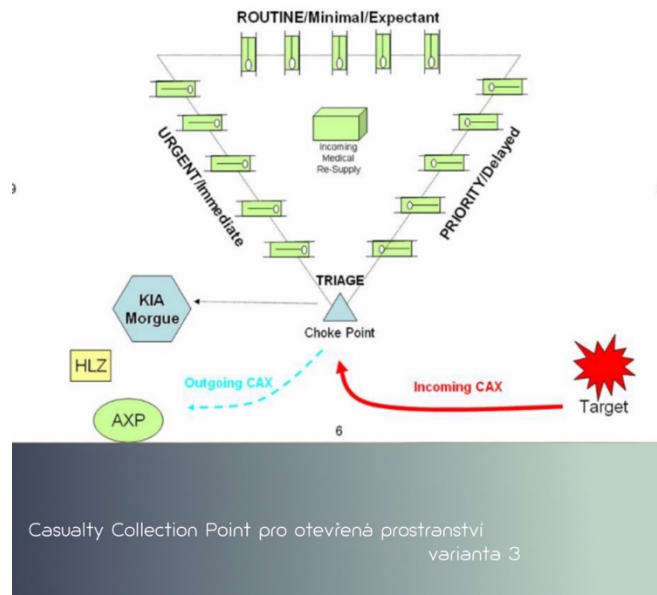 ROUTINE/Minimal/Expectant
Incoming
Medical
Re-Supply
URGENT/Immediate
PRIORITY/Delayed
9
TRIAGE
KIA
Morgue
Choke Point
HLZ
Outgoing CAX
Incoming CAX
Target
AXP
6
Casualty Collection Point pro otevřená prostranství
varianta 3